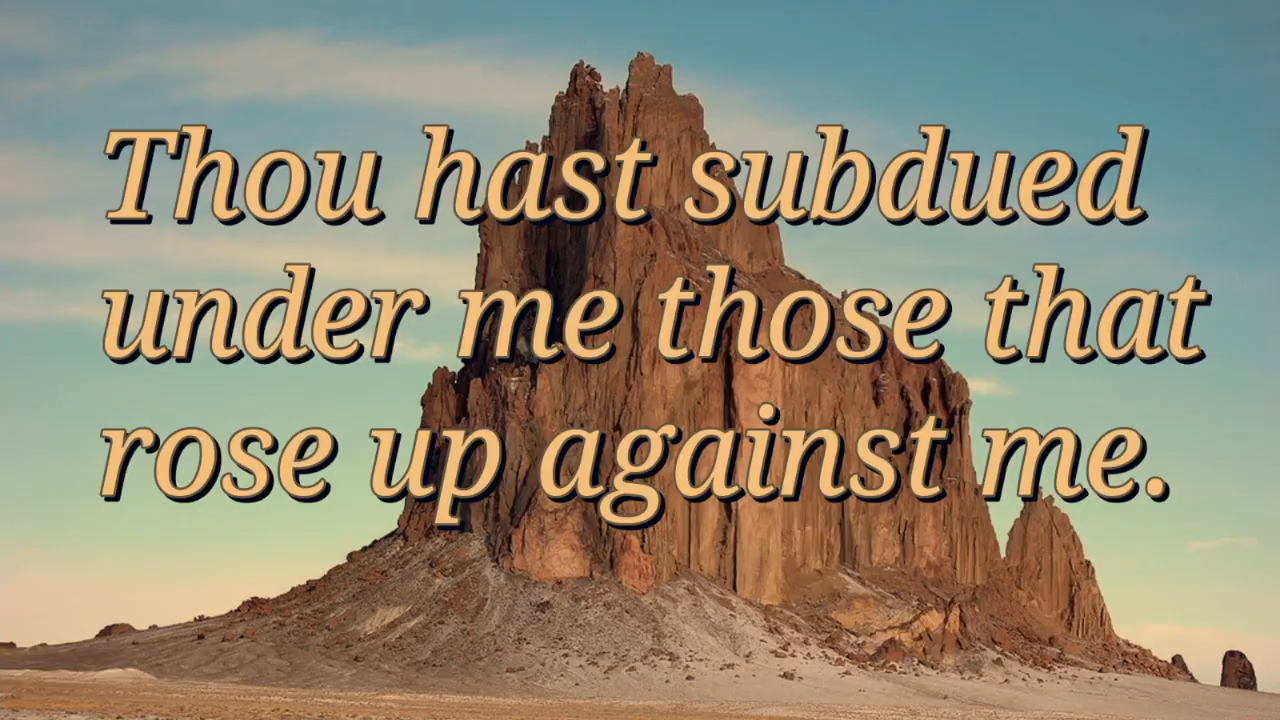 Thou hast subdued
under me those that
rose up against me.